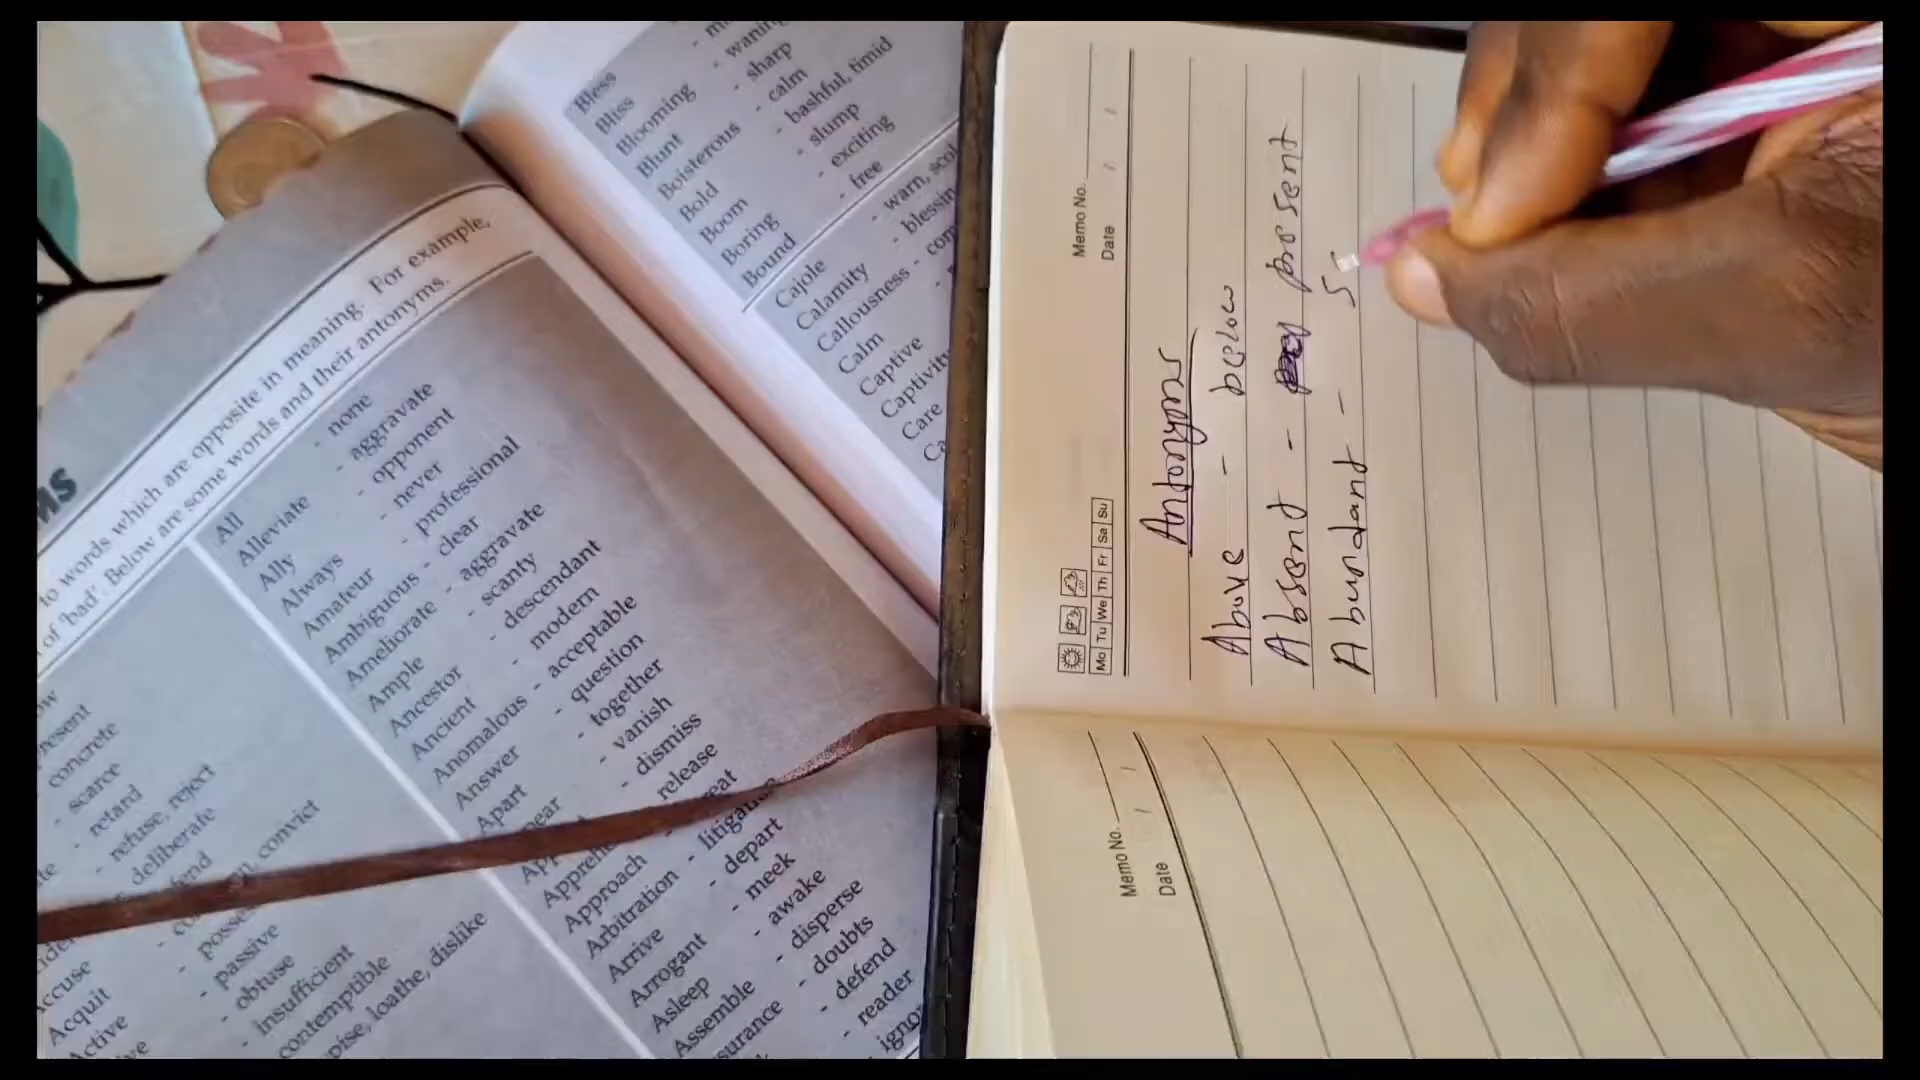 MS
to words which are opposite in meaning. For example,
of 'bad'. Below are some words and their antonyms.
concrete
- scarce
- retard
- refuse, reject
deliberate
convict
Accuse
Acquit
- passive
- obtuse
- insufficient
contemptible
loathe, dislike
All - none
Alleviate - aggravate
Ally - opponent
Always - never
Amateur - professional
Ambiguous - clear
Ameliorate - aggravate
Ample - scanty
Ancestor - descendant
Ancient - modern
Anomalous - acceptable
Answer - question
Apart - together
- vanish
- dismiss
release
Approach
Arbitration - litigation
Arrive - depart
Arrogant - meek
Asleep - awake
Assemble - disperse
- doubts
- defend
- reader
Bless
Bliss
Blooming - waning
Blunt - sharp
Boisterous - calm
Bold - bashful, timid
Boom - slump
Boring - exciting
Bound - free
Cajole - warn,
Calamity
Callousness
Calm
Captive
Captivity
Care
Memo No.
Date / /
Mo Tu We Th Fr Sa Su
Antonyms
Above - below
Absent - present
Abundant - s
Memo No.
Date / /